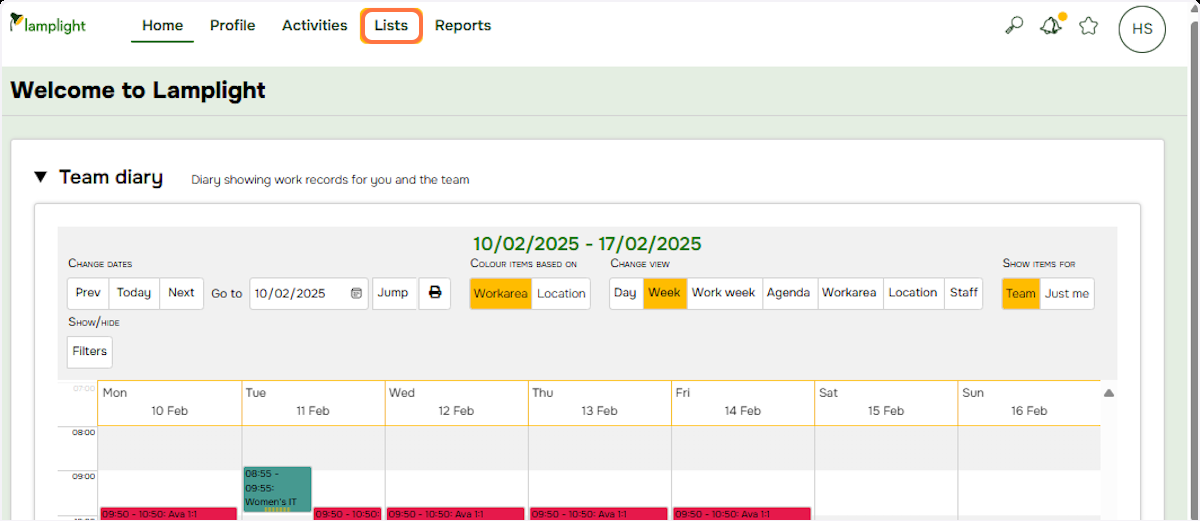 lamplight
Home Profile Activities Lists Reports
HS
Welcome to Lamplight
Team diary Diary showing work records for you and the team
10/02/2025 - 17/02/2025
Change dates Colour items based on Change view Show items for
Prev Today Next Go to 10/02/2025 Jump Workarea Location Day Week Work week Agenda Workarea Location Staff Team Just me
Show/hide
Filters
07:00 Mon Tue Wed Thu Fri Sat Sun
10 Feb 11 Feb 12 Feb 13 Feb 14 Feb 15 Feb 16 Feb
08:00
09:00
08:55 -
09:55:
Women's IT
09:50 - 10:50: Ava 1:1 09:50 - 10:50: 09:50 - 10:50: Ava 1:1 09:50 - 10:50: Ava 1:1 09:50 - 10:50: Ava 1:1